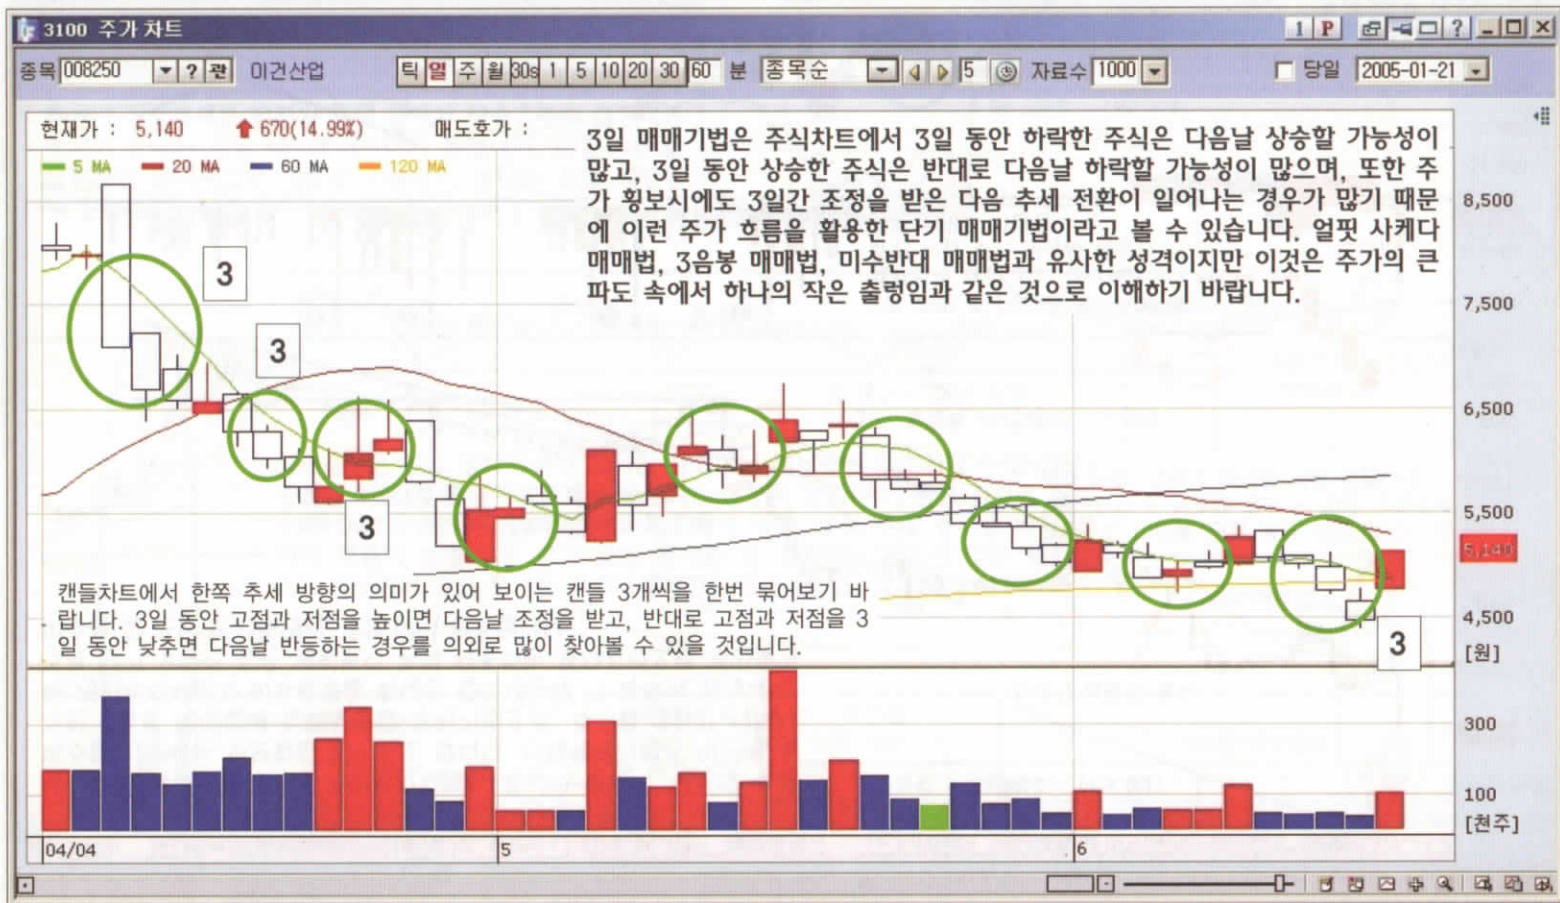 3100 주가 차트
1 P ?
종목 008250 ? 관 이건산업 틱 일 주 월 30s 1 5 10 20 30 60 분 종목순 5 자료수 1000 당일 2005-01-21
현재가 : 5,140 670(14.99%) 매도호가 :
5 MA 20 MA 60 MA 120 MA
3일 매매기법은 주식차트에서 3일 동안 하락한 주식은 다음날 상승할 가능성이
많고, 3일 동안 상승한 주식은 반대로 다음날 하락할 가능성이 많으며, 또한 주
가 횡보시에도 3일간 조정을 받은 다음 추세 전환이 일어나는 경우가 많기 때문
에 이런 주가 흐름을 활용한 단기 매매기법이라고 볼 수 있습니다. 얼핏 사케다
매매법, 3음봉 매매법, 미수반대 매매법과 유사한 성격이지만 이것은 주가의 큰
파도 속에서 하나의 작은 출렁임과 같은 것으로 이해하기 바랍니다.
8,500
3
7,500
3
6,500
3
5,500
5,140
캔들차트에서 한쪽 추세 방향의 의미가 있어 보이는 캔들 3개씩을 한번 묶어보기 바
랍니다. 3일 동안 고점과 저점을 높이면 다음날 조정을 받고, 반대로 고점과 저점을 3
일 동안 낮추면 다음날 반등하는 경우를 의외로 많이 찾아볼 수 있을 것입니다.
4,500
3
[원]
300
100
[천주]
04/04 5 6